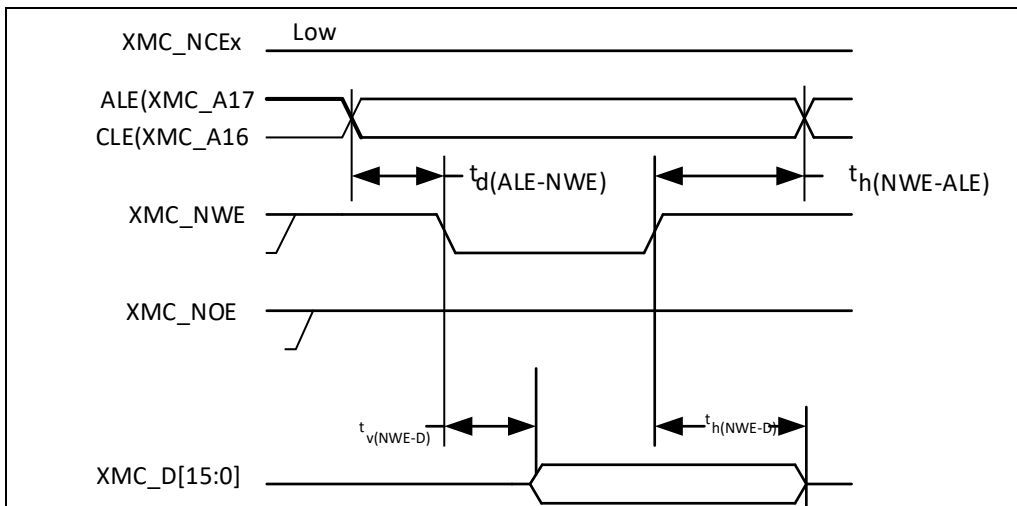 XMC_NCEx Low
ALE(XMC_A17
CLE(XMC_A16
td(ALE-NWE) th(NWE-ALE)
XMC_NWE
XMC_NOE
tv(NWE-D) th(NWE-D)
XMC_D[15:0]